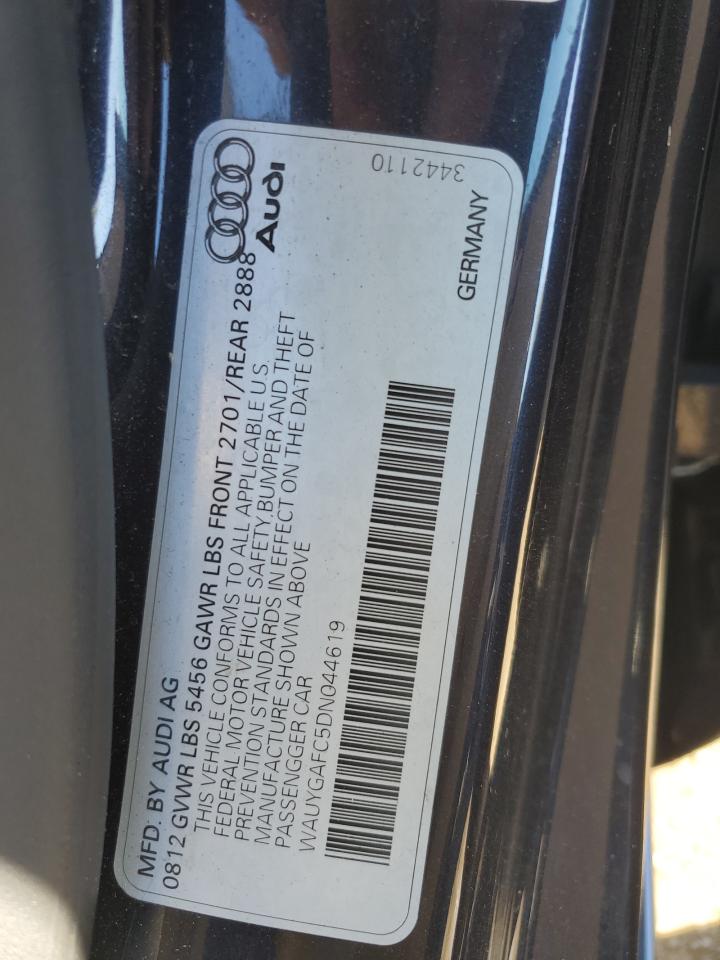 MFD. BY AUDI AG
0812 GVWR LBS 5456 GAWR LBS FRONT 2701/REAR 2888
THIS VEHICLE CONFORMS TO ALL APPLICABLE U.S.
FEDERAL MOTOR VEHICLE SAFETY, BUMPER AND THEFT
PREVENTION STANDARDS IN EFFECT ON THE DATE OF
MANUFACTURE SHOWN ABOVE
PASSENGGER CAR
WAUYGAFC5DN044619
Audi
GERMANY
3442110